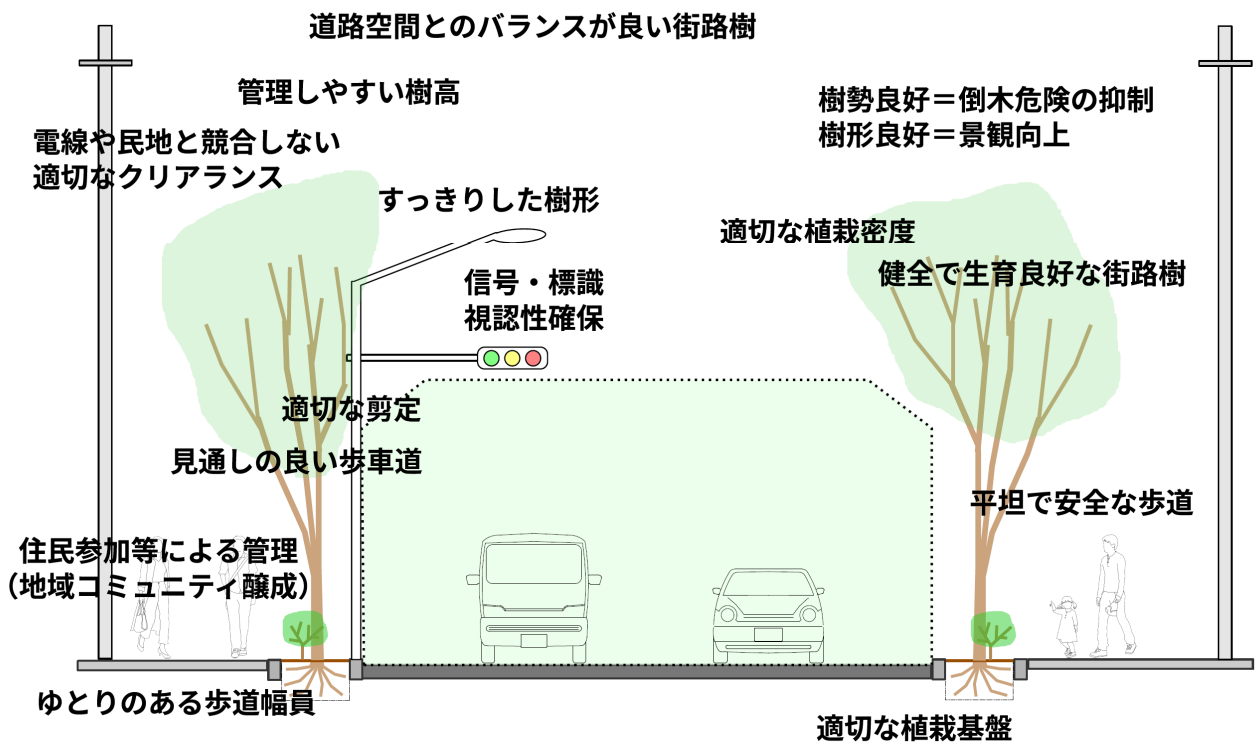 道路空間とのバランスが良い街路樹
管理しやすい樹高
樹勢良好＝倒木危険の抑制
樹形良好＝景観向上
電線や民地と競合しない
適切なクリアランス
すっきりした樹形
適切な植栽密度
健全で生育良好な街路樹
信号・標識
視認性確保
適切な剪定
見通しの良い歩車道
平坦で安全な歩道
住民参加等による管理
（地域コミュニティ醸成）
ゆとりのある歩道幅員
適切な植栽基盤